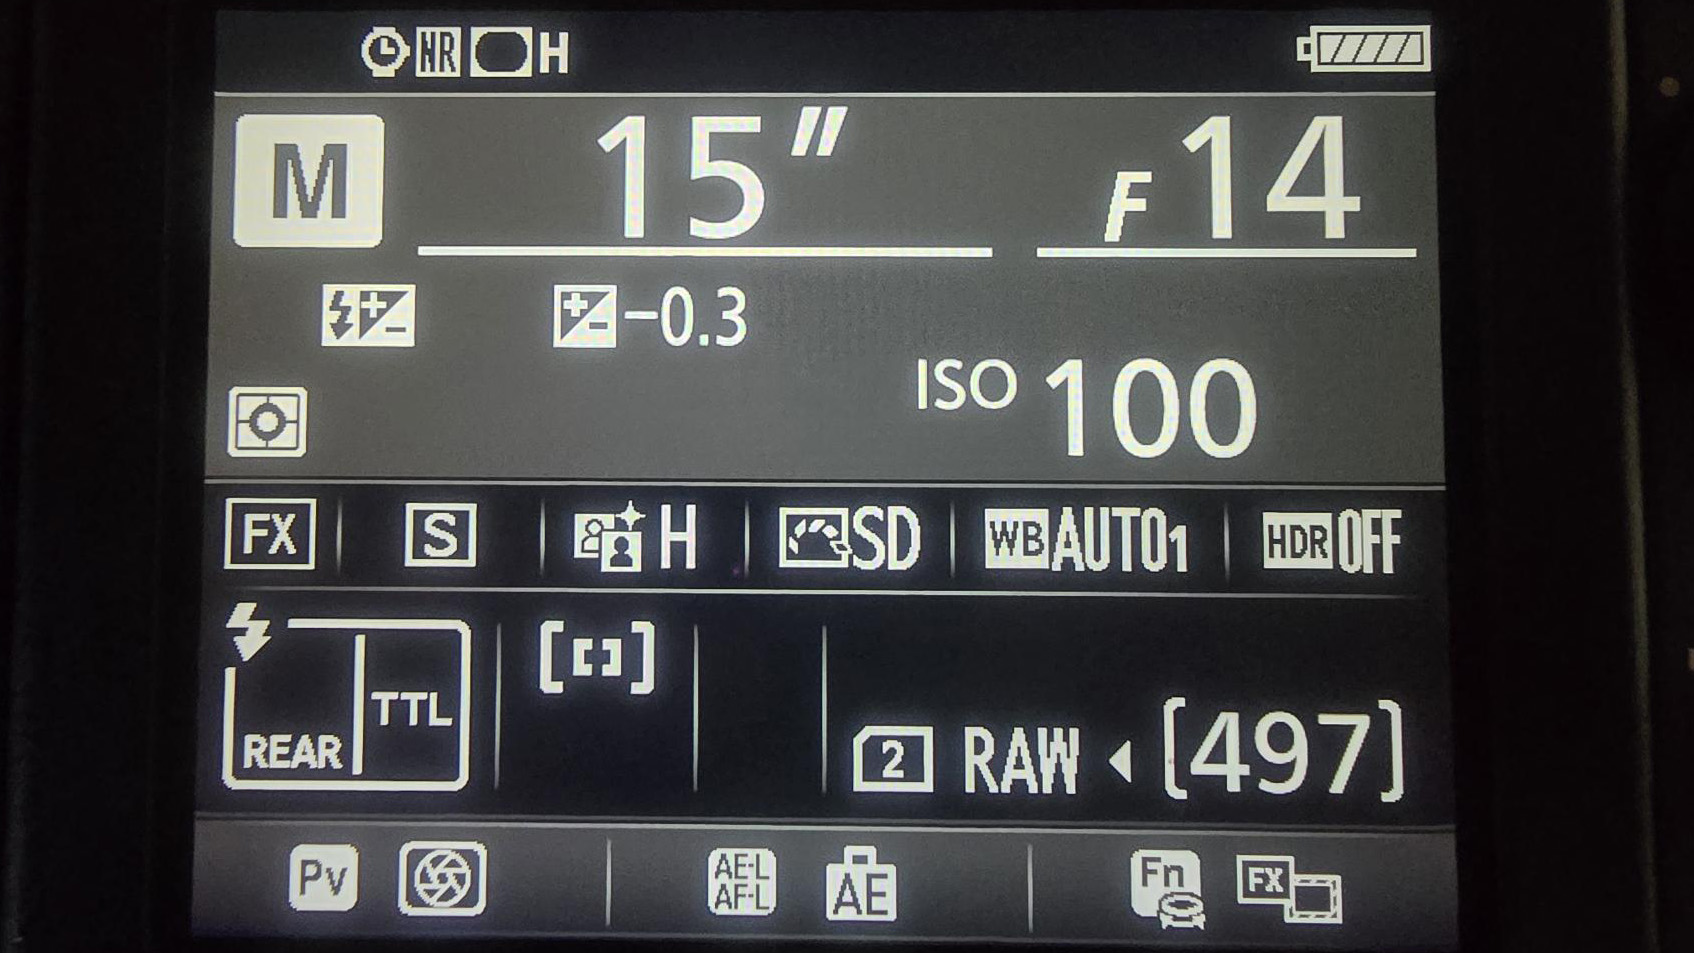 NR H
M 15" F14
-0.3
ISO 100
FX S H SD WB AUTO1 HDR OFF
REAR TTL
2 RAW [497]
Pv AE-L AF-L AE Fn FX